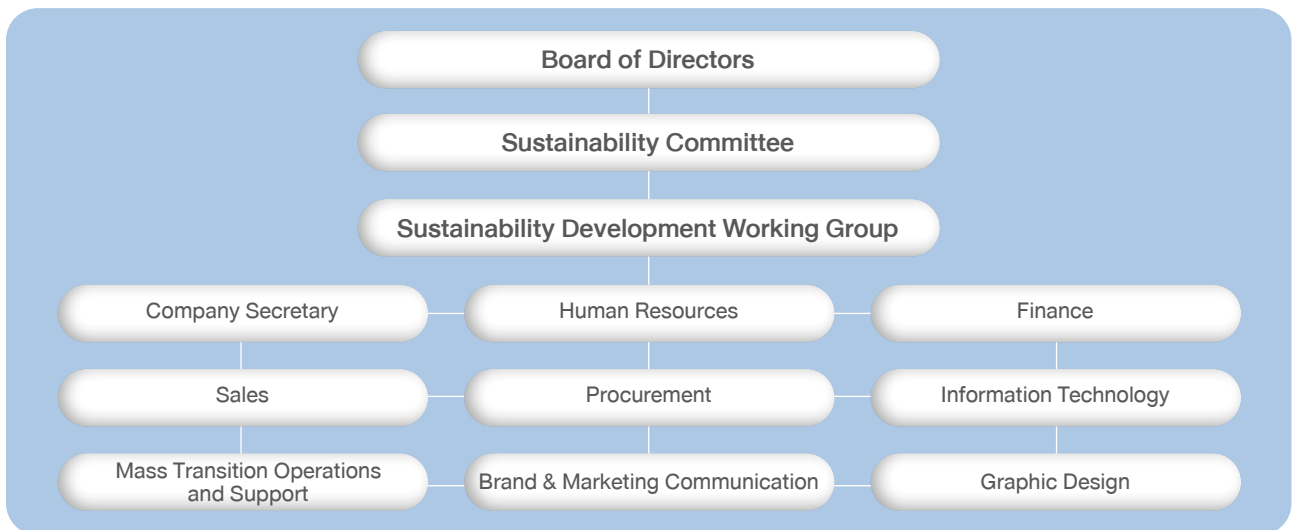 Board of Directors
Sustainability Committee
Sustainability Development Working Group
Company Secretary
Human Resources
Finance
Sales
Procurement
Information Technology
Mass Transition Operations
and Support
Brand & Marketing Communication
Graphic Design